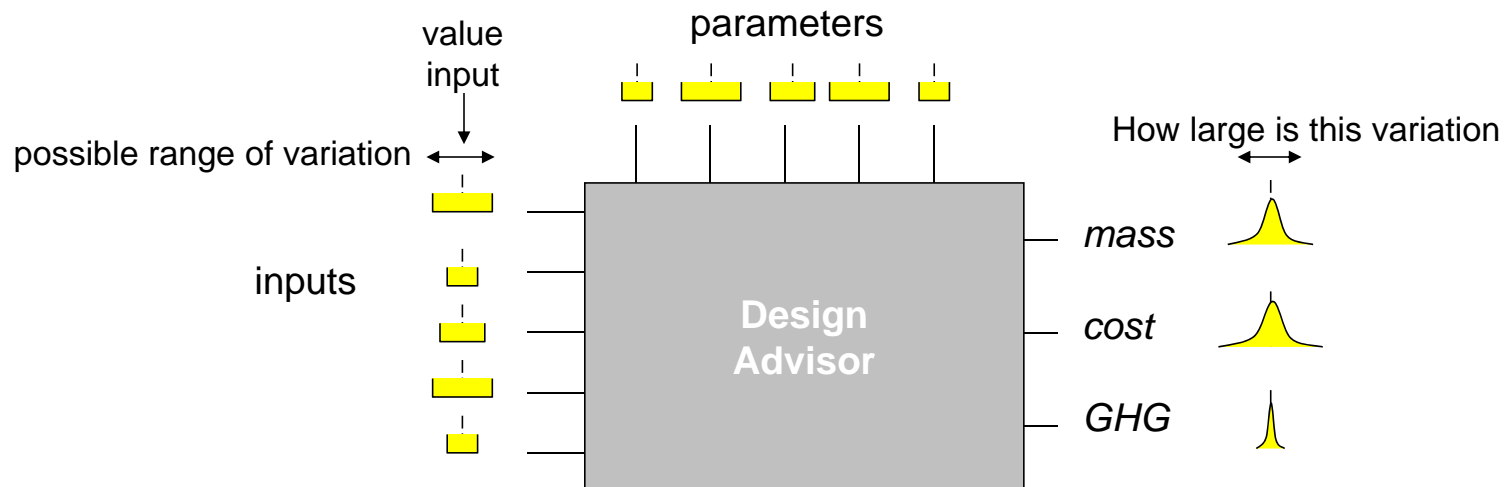 value
input
parameters
possible range of variation
How large is this variation
inputs
Design
Advisor
mass
cost
GHG